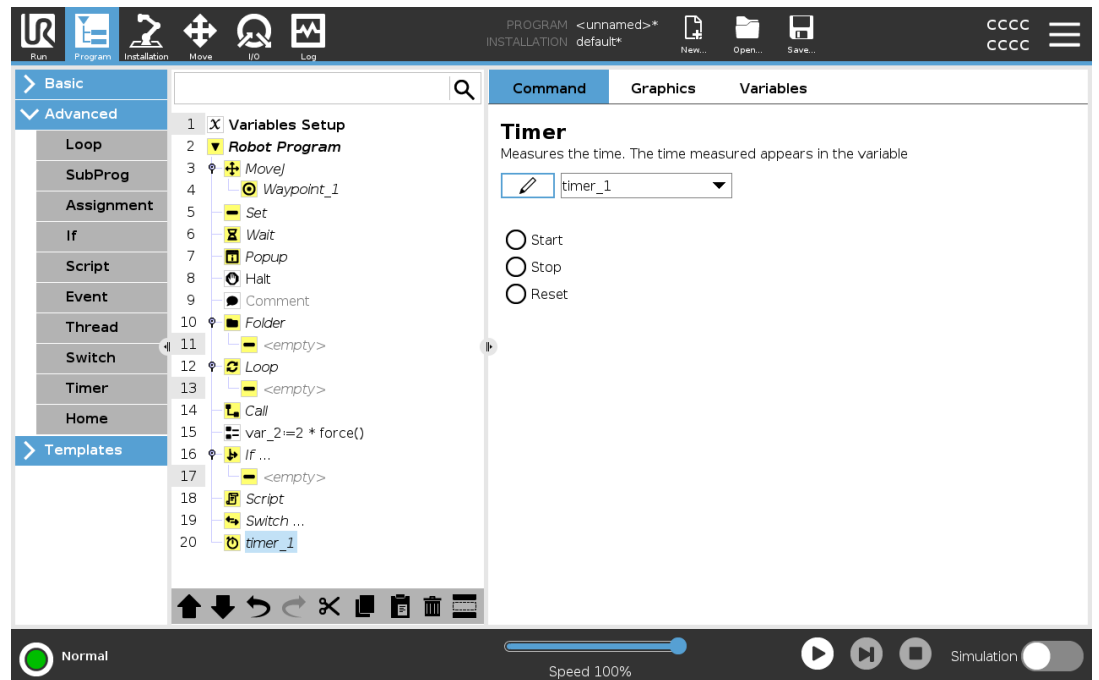 PROGRAM <unnamed>*
INSTALLATION default*
CCCC
CCCC
Run Program Installation Move I/O Log New... Open... Save...
Basic
Advanced
Loop
SubProg
Assignment
If
Script
Event
Thread
Switch
Timer
Home
Templates
1 X Variables Setup
2 Robot Program
3 MoveJ
4 Waypoint_1
5 Set
6 Wait
7 Popup
8 Halt
9 Comment
10 Folder
11 <empty>
12 Loop
13 <empty>
14 Call
15 var_2≔2 * force()
16 If ...
17 <empty>
18 Script
19 Switch ...
20 timer_1
Command Graphics Variables
Timer
Measures the time. The time measured appears in the variable
timer_1
Start
Stop
Reset
Normal
Speed 100%
Simulation